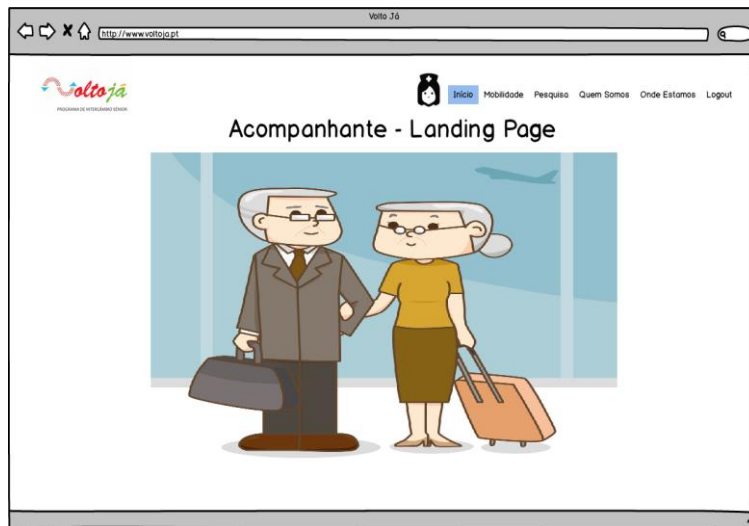 Volto Já
http://www.voltoja.pt
Voltojá
PROGRAMA DE INTERCÂMBIO SÉNIOR
Início Mobilidade Pesquisa Quem Somos Onde Estamos Logout
Acompanhante - Landing Page